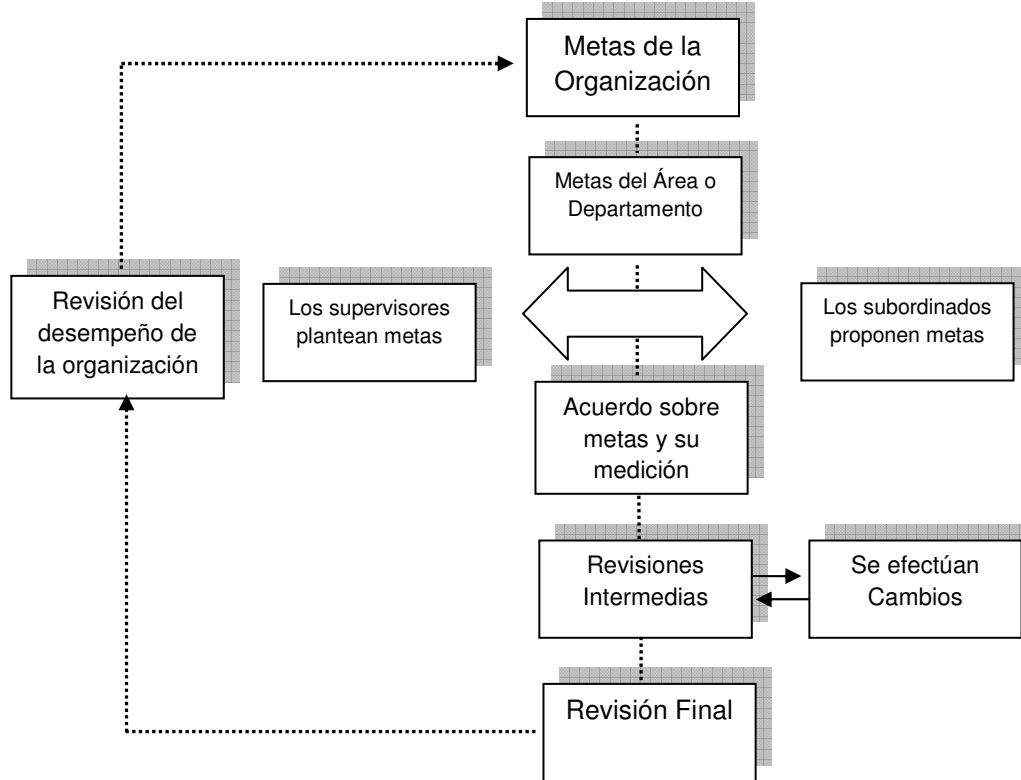 Metas de la
Organización
Metas del Área o
Departamento
Revisión del
desempeño de
la organización
Los supervisores
plantean metas
Los subordinados
proponen metas
Acuerdo sobre
metas y su
medición
Revisiones
Intermedias
Se efectúan
Cambios
Revisión Final